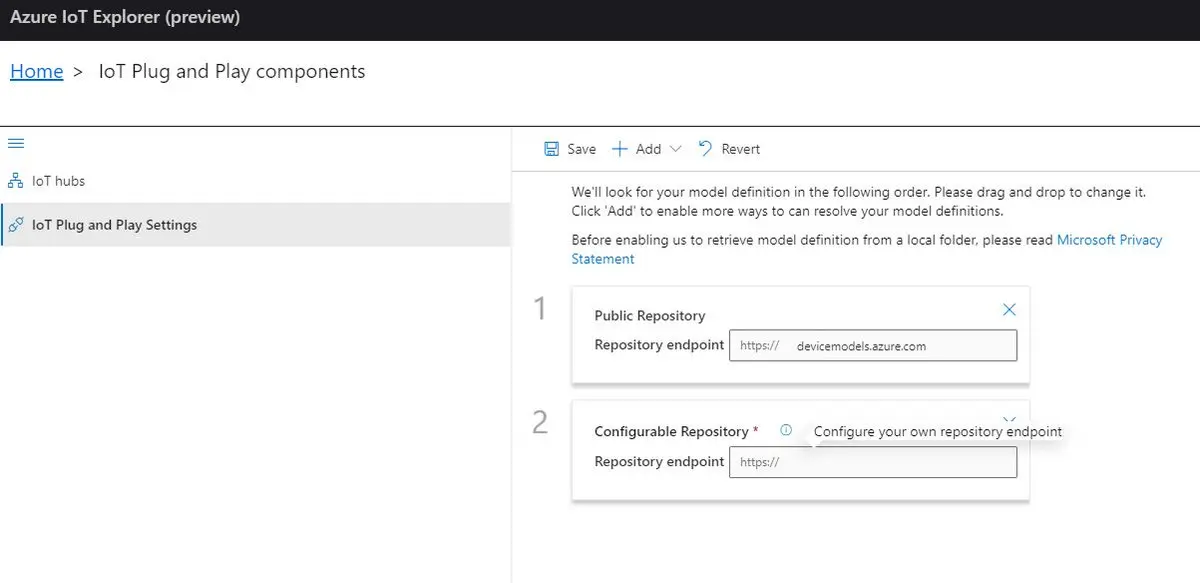 Azure IoT Explorer (preview)
Home > IoT Plug and Play components
Save Add Revert
IoT hubs
IoT Plug and Play Settings
We'll look for your model definition in the following order. Please drag and drop to change it.
Click 'Add' to enable more ways to can resolve your model definitions.
Before enabling us to retrieve model definition from a local folder, please read Microsoft Privacy
Statement
1
Public Repository
Repository endpoint https:// devicemodels.azure.com
2
Configurable Repository * Configure your own repository endpoint
Repository endpoint https://